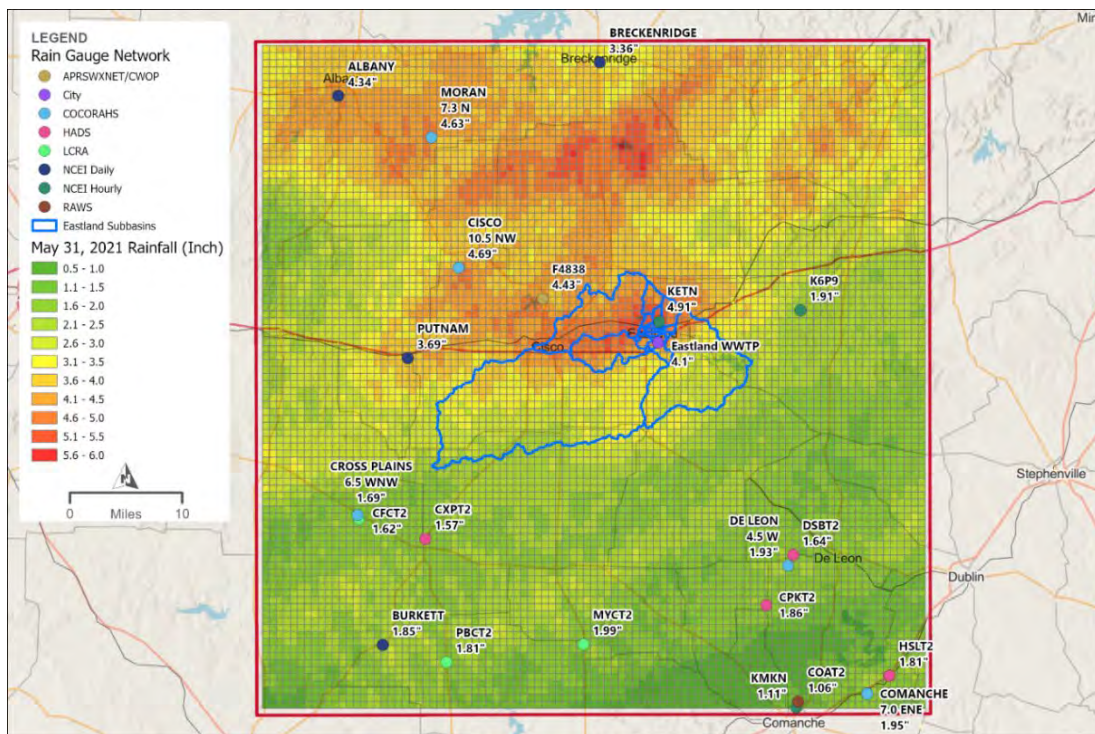 LEGEND
Rain Gauge Network
APRSWXNET/CWOP
City
COCORAHS
HADS
LCRA
NCEI Daily
NCEI Hourly
RAWS
Eastland Subbasins
May 31, 2021 Rainfall (Inch)
0.5 - 1.0
1.1 - 1.5
1.6 - 2.0
2.1 - 2.5
2.6 - 3.0
3.1 - 3.5
3.6 - 4.0
4.1 - 4.5
4.6 - 5.0
5.1 - 5.5
5.6 - 6.0
N
0 Miles 10
BRECKENRIDGE
3.36"
Breckenridge
ALBANY
4.34"
MORAN
7.3 N
4.63"
CISCO
10.5 NW
4.69"
F4838
4.43"
KETN
4.91"
K6P9
1.91"
PUTNAM
3.69"
Cisco
Eastland WWTP
4.1"
CROSS PLAINS
6.5 WNW
1.69"
CFCT2
1.62"
CXPT2
1.57"
DE LEON
4.5 W
1.93"
DSBT2
1.64"
De Leon
Stephenville
Dublin
CPKT2
1.86"
BURKETT
1.85"
PBCT2
1.81"
MYCT2
1.99"
HSLT2
1.81"
KMKN
1.11"
COAT2
1.06"
COMANCHE
7.0 ENE
1.95"
Comanche